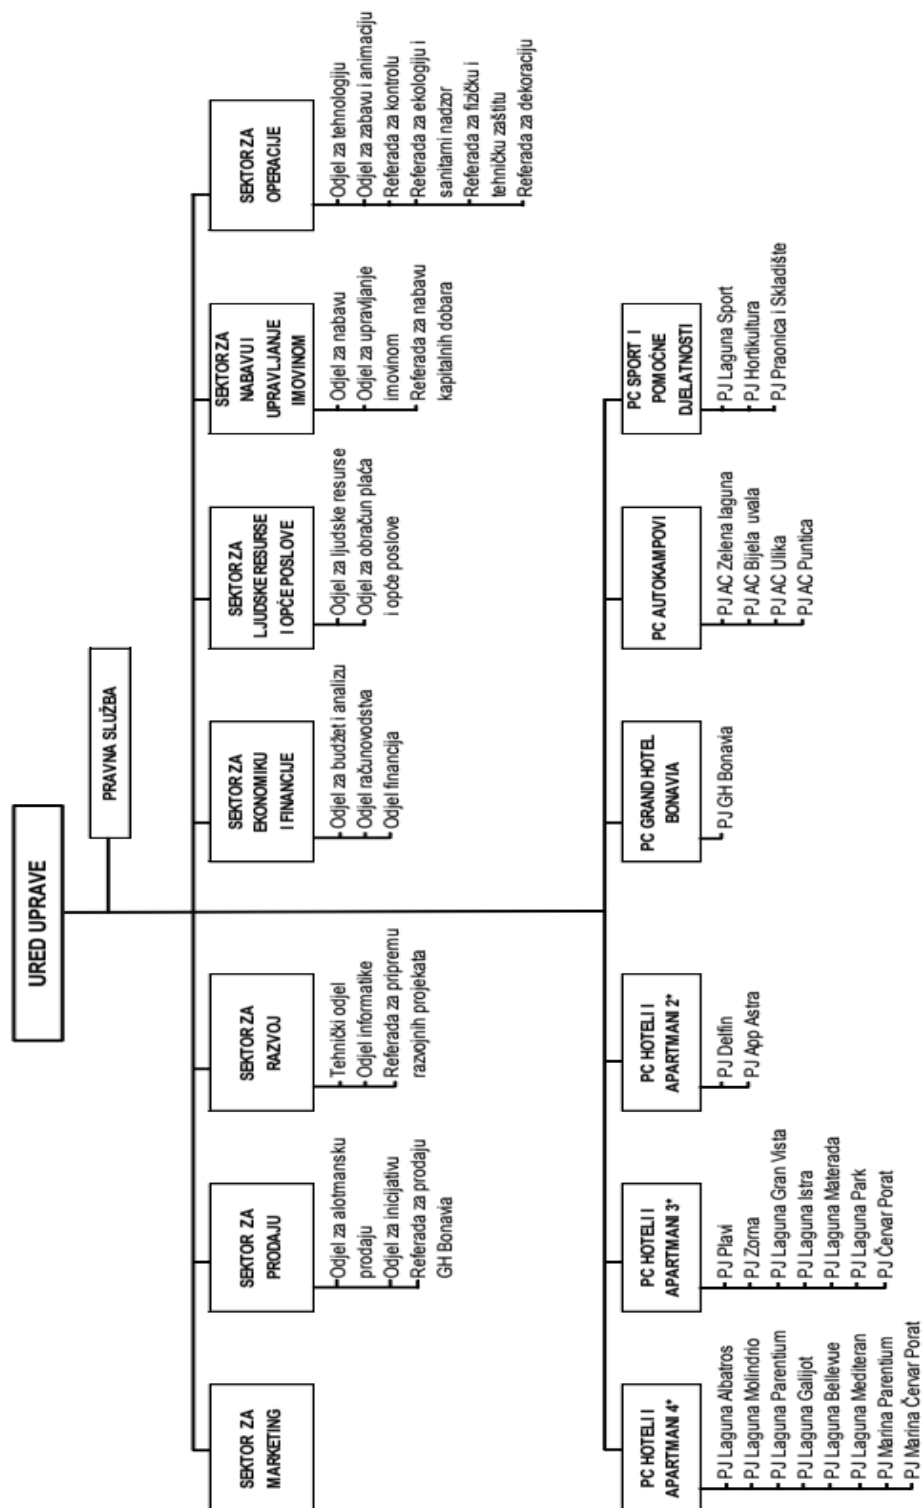 URED UPRAVE
PRAVNA SLUŽBA
SEKTOR ZA
MARKETING
SEKTOR ZA
PRODAJU
Odjel za alotmansku
prodaju
Odjel za inicijativu
Referada za prodaju
GH Bonavia
SEKTOR ZA
RAZVOJ
Tehnički odjel
Odjel informatike
Referada za pripremu
razvojnih projekata
SEKTOR ZA
EKONOMIKU
I FINANCIJE
Odjel za budžet i analizu
Odjel računovodstva
Odjel financija
SEKTOR ZA
LJUDSKE RESURSE
I OPĆE POSLOVE
Odjel za ljudske resurse
Odjel za obračun plaća
i opće poslove
SEKTOR ZA
NABAVU I
UPRAVLJANJE
IMOVINOM
Odjel za nabavu
Odjel za upravljanje
imovinom
Referada za nabavu
kapitalnih dobara
SEKTOR ZA
OPERACIJE
Odjel za tehnologiju
Odjel za zabavu i animaciju
Referada za kontrolu
Referada za ekologiju i
sanitarni nadzor
Referada za fizičku i
tehničku zaštitu
Referada za dekoraciju
PC HOTELI I
APARTMANI 4*
PJ Laguna Albatros
PJ Laguna Molindrio
PJ Laguna Parentium
PJ Laguna Galijot
PJ Laguna Bellevue
PJ Laguna Mediteran
PJ Marina Parentium
PJ Marina Červar Porat
PC HOTELI I
APARTMANI 3*
PJ Plavi
PJ Zorna
PJ Laguna Gran Vista
PJ Laguna Istra
PJ Laguna Materada
PJ Laguna Park
PJ Červar Porat
PC HOTELI I
APARTMANI 2*
PJ Delfin
PJ App Astra
PC GRAND HOTEL
BONAVIA
PJ GH Bonavia
PC AUTOKAMPOVI
PJ AC Zelena laguna
PJ AC Bijela uvala
PJ AC Ulika
PJ AC Puntica
PC SPORT I
POMOĆNE
DJELATNOSTI
PJ Laguna Sport
PJ Hortikultura
PJ Praonica i Skladište